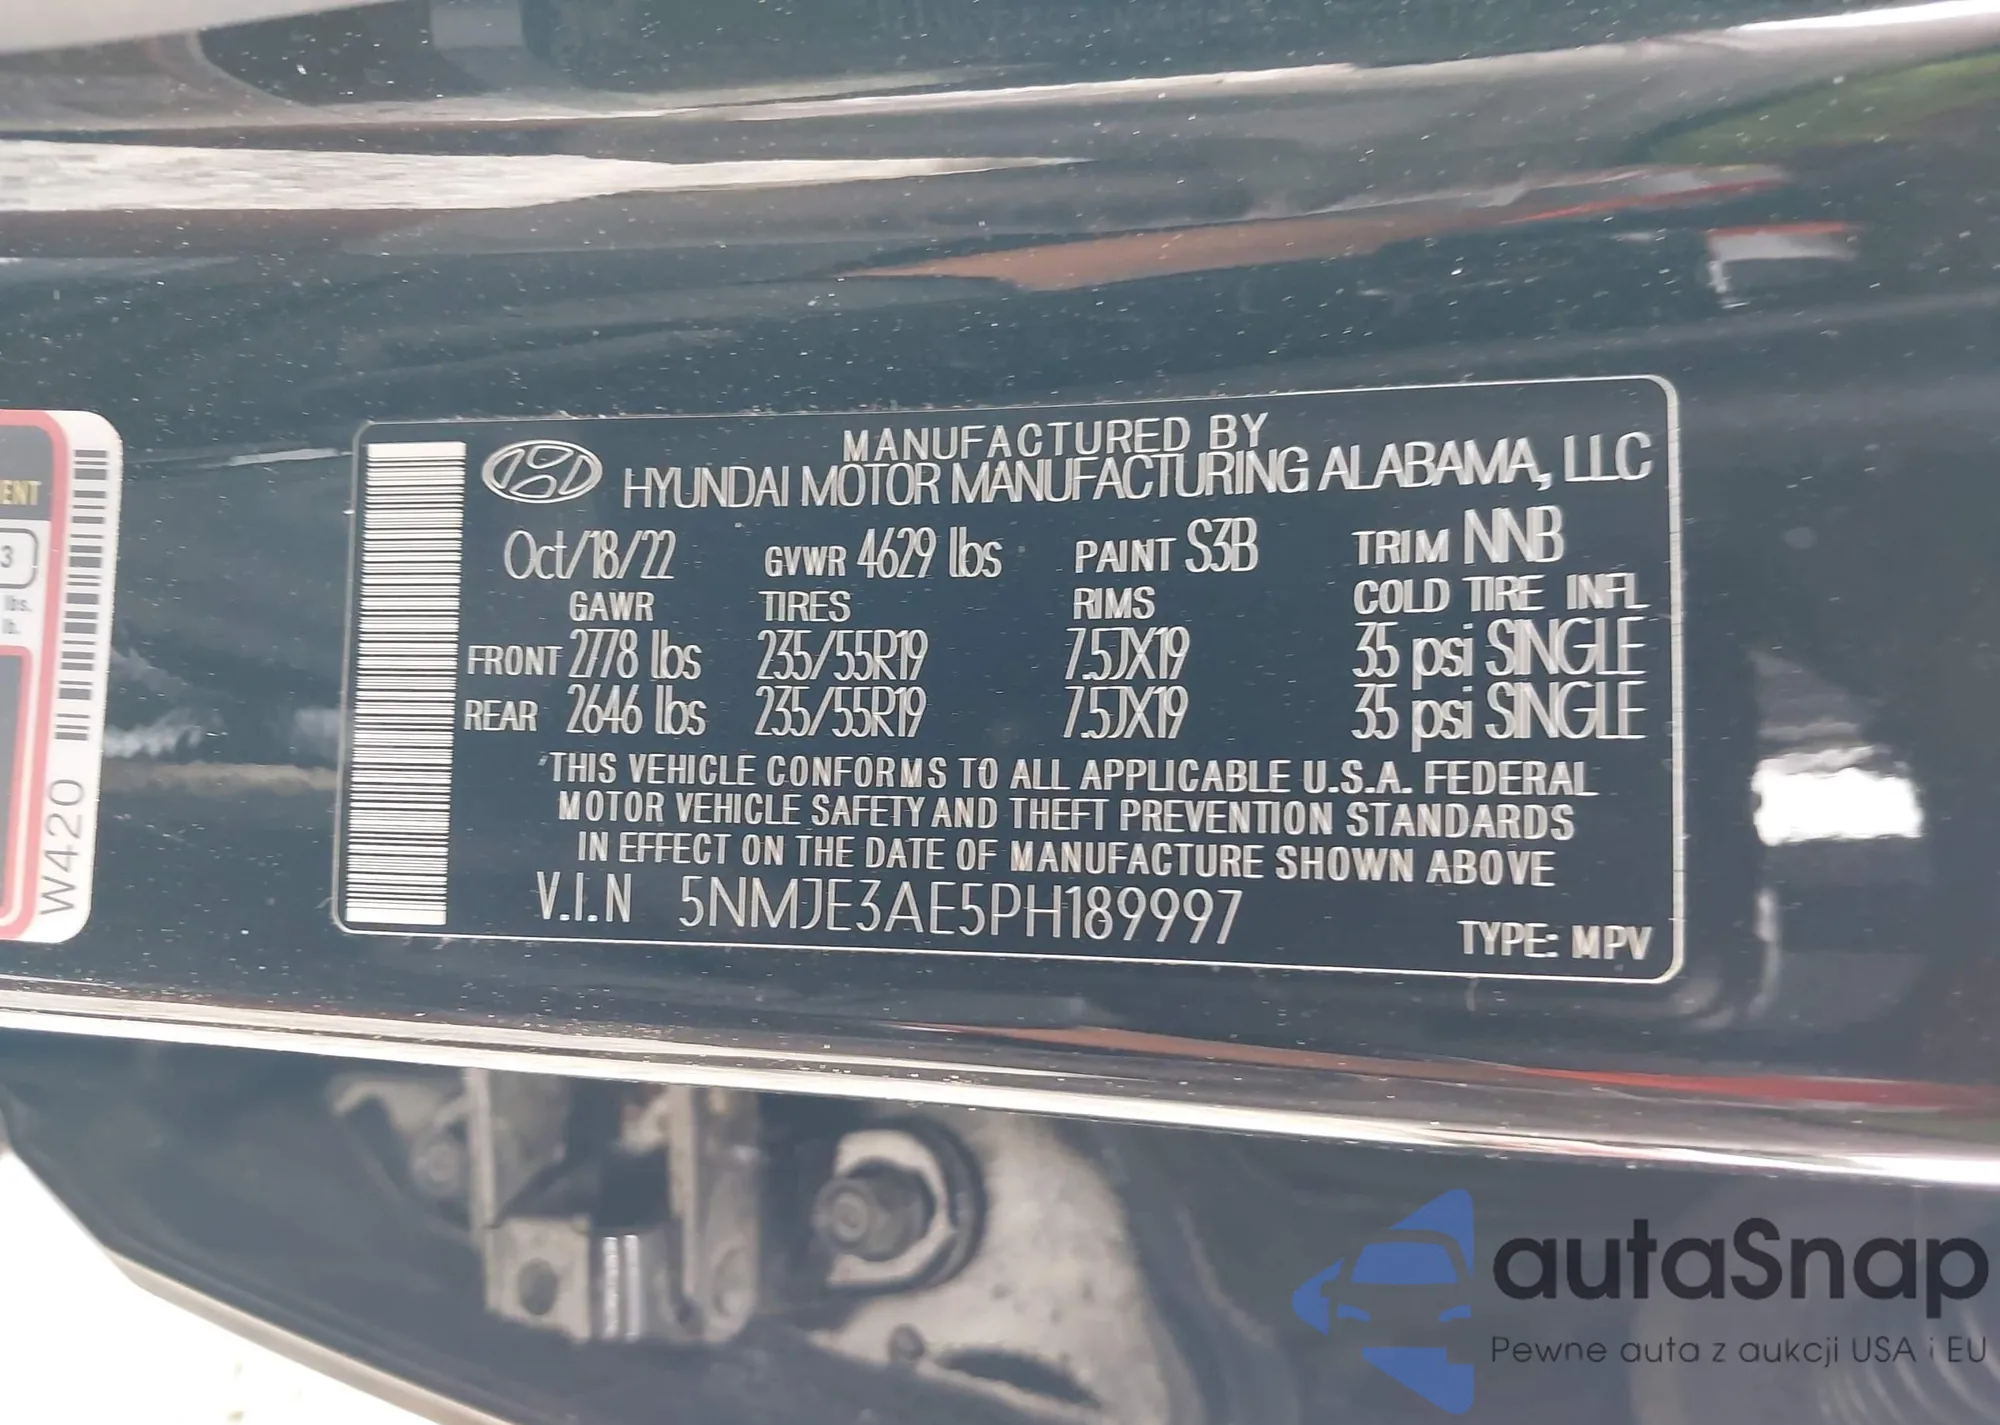 ENT
3
lbs.
lb.
W420
MANUFACTURED BY
HYUNDAI MOTOR MANUFACTURING ALABAMA, LLC
Oct/18/22 GVWR 4629 lbs PAINT S3B TRIM NNB
GAWR TIRES RIMS COLD TIRE INFL
FRONT 2778 lbs 235/55R19 7.5JX19 35 psi SINGLE
REAR 2646 lbs 235/55R19 7.5JX19 35 psi SINGLE
THIS VEHICLE CONFORMS TO ALL APPLICABLE U.S.A. FEDERAL
MOTOR VEHICLE SAFETY AND THEFT PREVENTION STANDARDS
IN EFFECT ON THE DATE OF MANUFACTURE SHOWN ABOVE
V.I.N 5NMJE3AE5PH189997
TYPE: MPV
autaSnap
Pewne auta z aukcji USA i EU